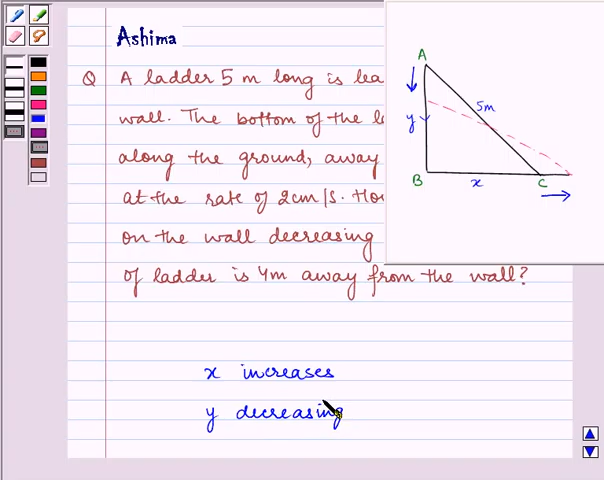 Ashima
Q A ladder 5 m long is lea
wall. The bottom of the l
along the ground, away
at the rate of 2cm/s. Ho
on the wall decreasing
of ladder is 4m away from the wall?
x increases
y decreasing
A
5m
y
B
x
C